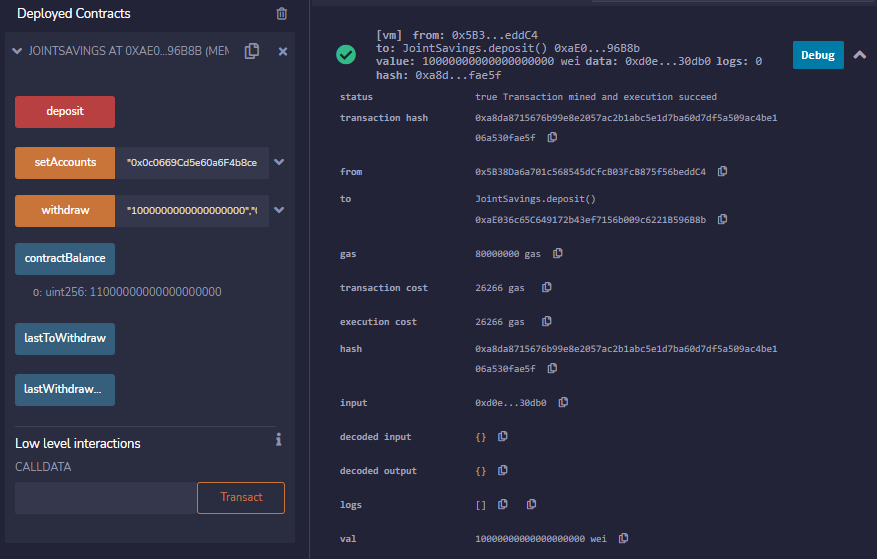 Deployed Contracts
JOINTSAVINGS AT 0XAE0...96B8B (MEM
deposit
setAccounts "0x0c0669Cd5e60a6F4b8ce
withdraw "1000000000000000000","
contractBalance
0: uint256: 11000000000000000000
lastToWithdraw
lastWithdraw...
Low level interactions
i
CALLDATA
Transact
[vm] from: 0x5B3...eddC4
to: JointSavings.deposit() 0xaE0...96B8b
value: 10000000000000000000 wei data: 0xd0e...30db0 logs: 0
hash: 0xa8d...fae5f
Debug
status true Transaction mined and execution succeed
transaction hash 0xa8da8715676b99e8e2057ac2b1abc5e1d7ba60d7df5a509ac4be1
06a530fae5f
from 0x5B38Da6a701c568545dCfcB03FcB875f56beddC4
to JointSavings.deposit()
0xaE036c65C649172b43ef7156b009c6221B596B8b
gas 80000000 gas
transaction cost 26266 gas
execution cost 26266 gas
hash 0xa8da8715676b99e8e2057ac2b1abc5e1d7ba60d7df5a509ac4be1
06a530fae5f
input 0xd0e...30db0
decoded input {}
decoded output {}
logs []
val 10000000000000000000 wei